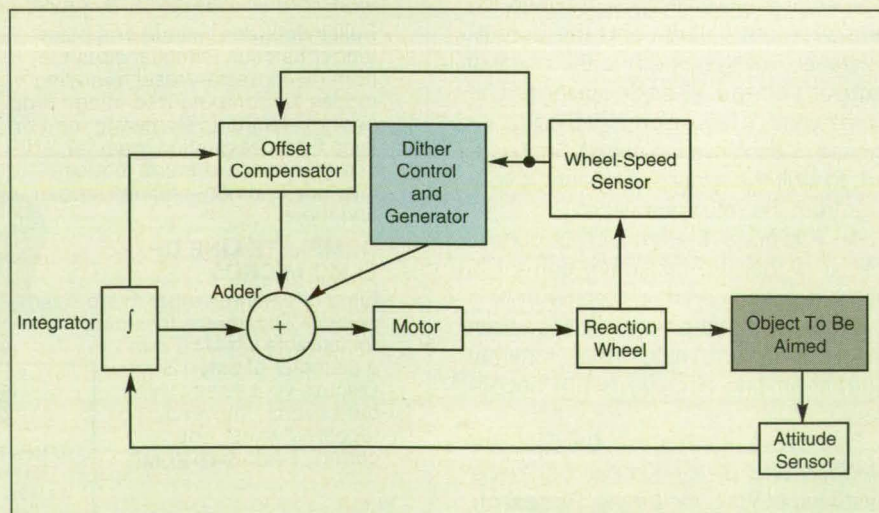 Offset
Compensator
Dither
Control
and
Generator
Wheel-Speed
Sensor
Adder
Integrator
∫
+
Motor
Reaction
Wheel
Object To Be
Aimed
Attitude
Sensor